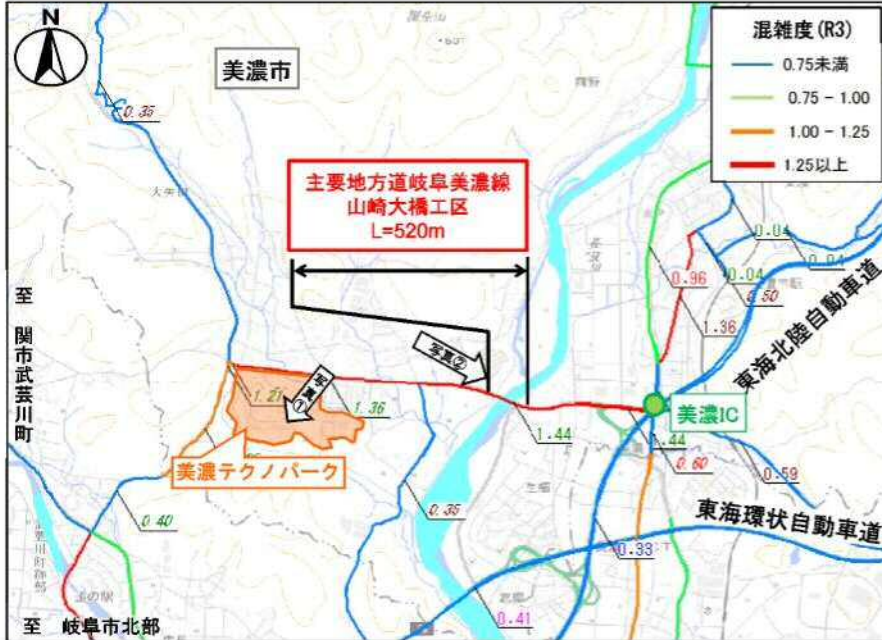 N
美濃市
混雑度(R3)
0.75未満
0.75 - 1.00
1.00 - 1.25
1.25以上
0.35
主要地方道岐阜美濃線
山崎大橋工区
L=520m
0.04
0.04
0.04
0.50
0.96
1.36
東海北陸自動車道
至 関市武芸川町
写真②
写真①
1.21
1.36
美濃IC
1.44
1.44
0.60
0.59
美濃テクノパーク
0.35
0.40
0.33
東海環状自動車道
0.41
至 岐阜市北部